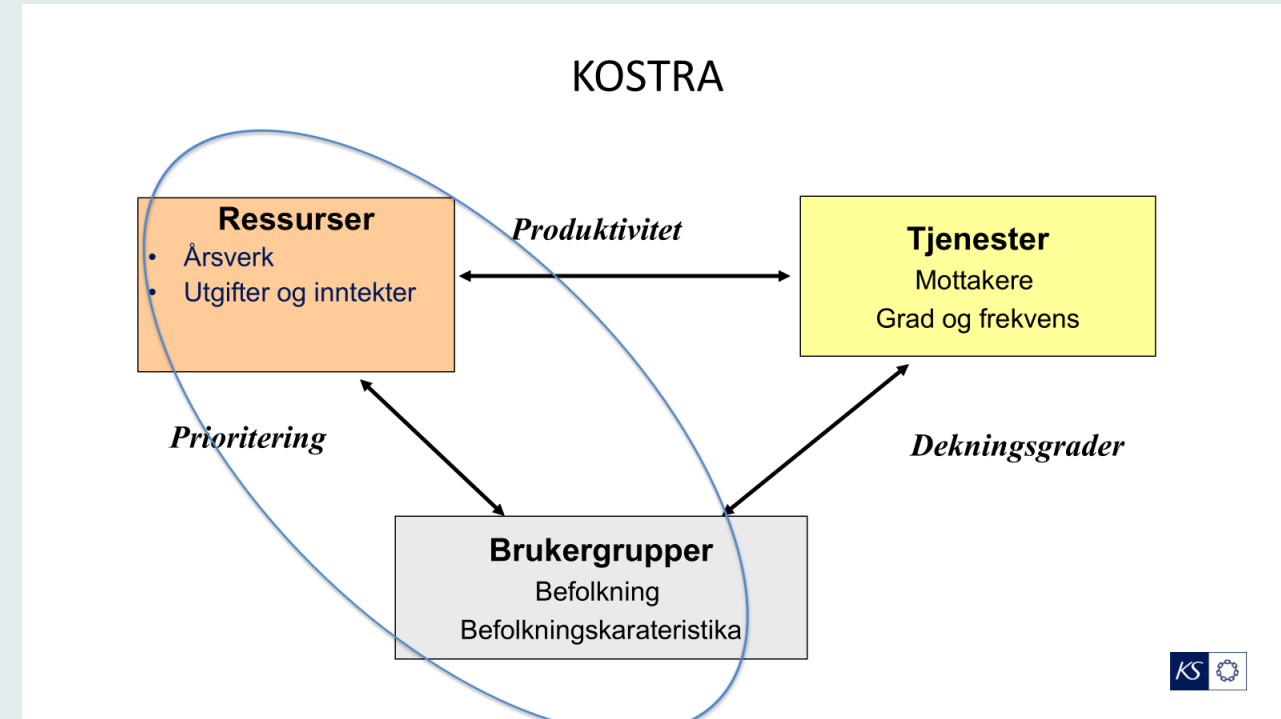 KOSTRA
Ressurser
• Årsverk
• Utgifter og inntekter
Produktivitet
Tjenester
Mottakere
Grad og frekvens
Prioritering
Dekningsgrader
Brukergrupper
Befolkning
Befolkningskarateristika
KS